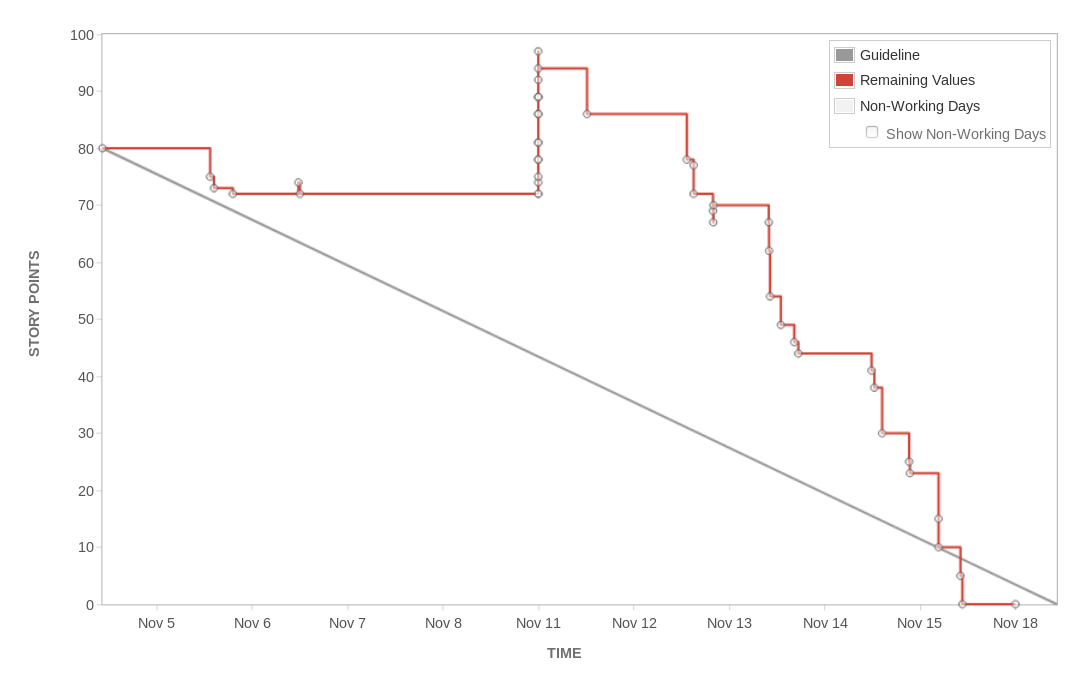 100
90
80
70
60
50
40
30
20
10
0
STORY POINTS
Guideline
Remaining Values
Non-Working Days
Show Non-Working Days
Nov 5 Nov 6 Nov 7 Nov 8 Nov 11 Nov 12 Nov 13 Nov 14 Nov 15 Nov 18
TIME